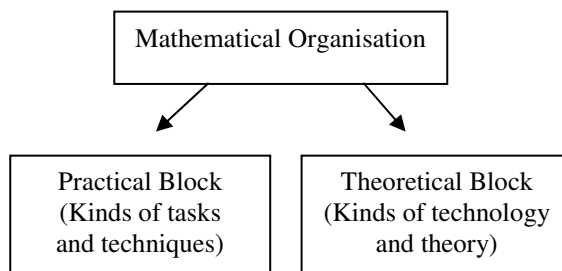 Mathematical Organisation
Practical Block
(Kinds of tasks
and techniques)
Theoretical Block
(Kinds of technology
and theory)